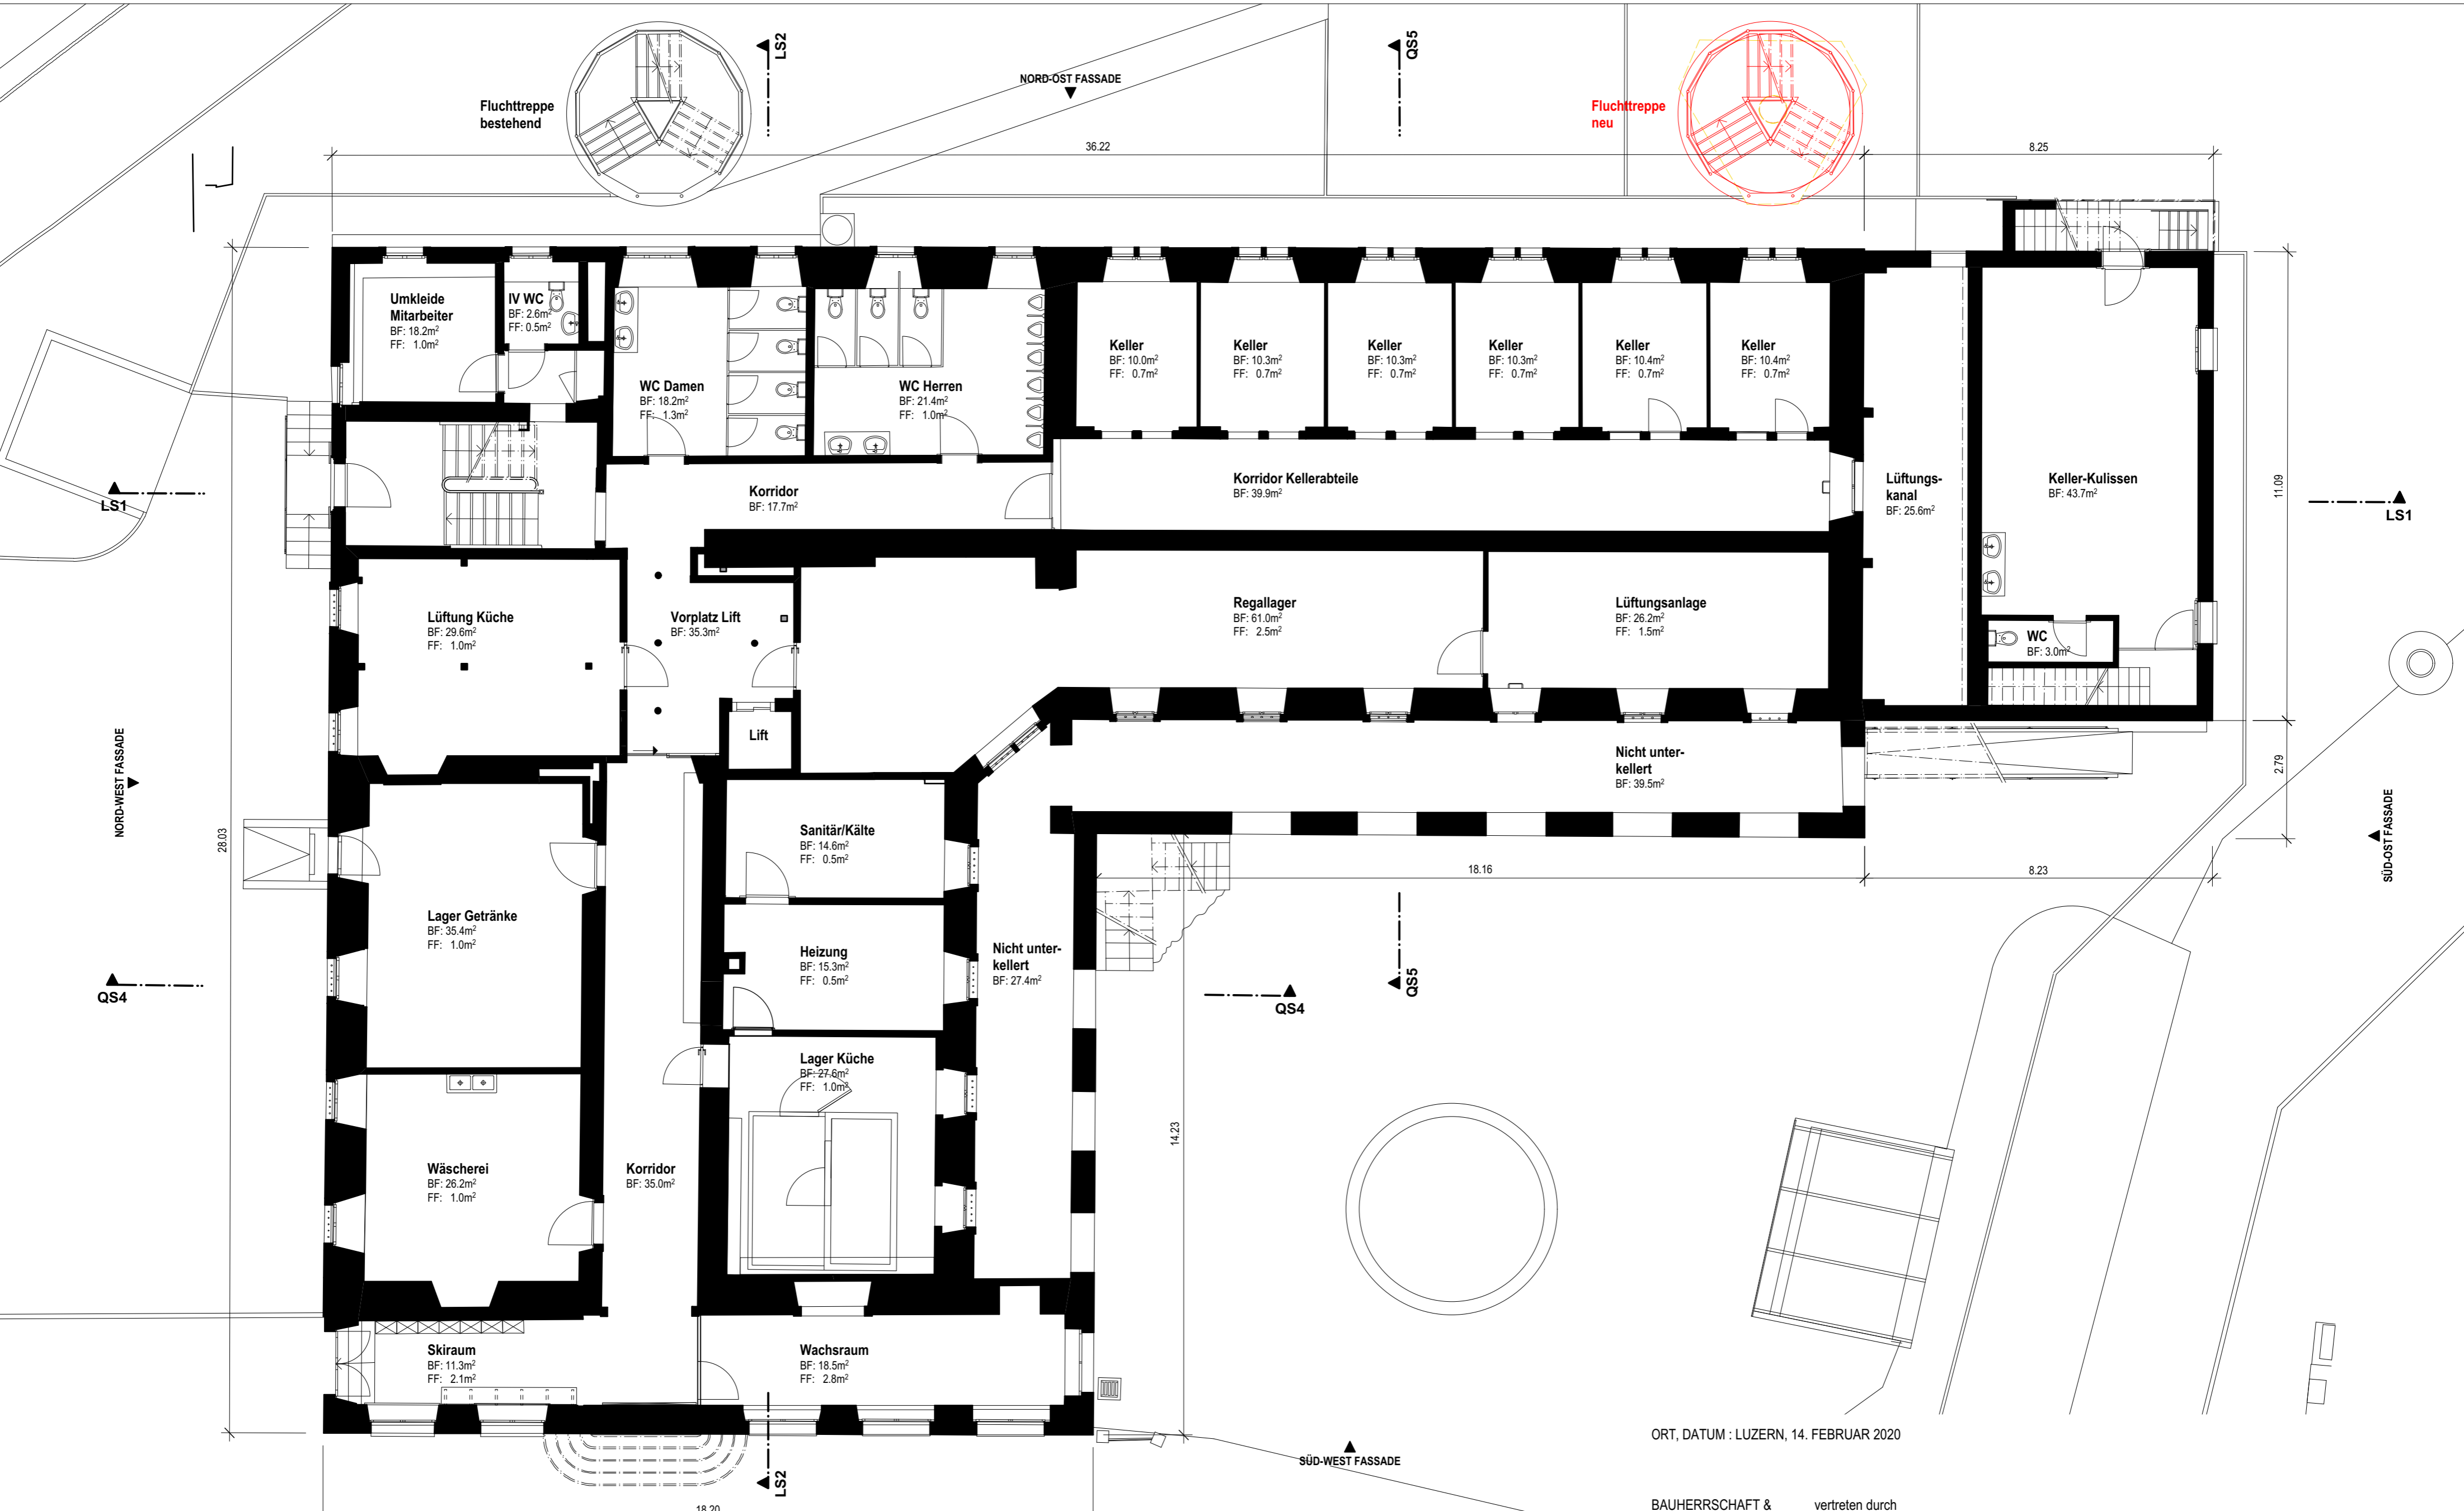 LS2
QS5
NORD-OST FASSADE
Fluchttreppe
bestehend
Fluchttreppe
neu
36.22
8.25
Umkleide
Mitarbeiter
BF: 18.2m²
FF: 1.0m²
IV WC
BF: 2.6m²
FF: 0.5m²
WC Damen
BF: 18.2m²
FF: 1.3m²
WC Herren
BF: 21.4m²
FF: 1.0m²
Keller
BF: 10.0m²
FF: 0.7m²
Keller
BF: 10.3m²
FF: 0.7m²
Keller
BF: 10.3m²
FF: 0.7m²
Keller
BF: 10.3m²
FF: 0.7m²
Keller
BF: 10.4m²
FF: 0.7m²
Keller
BF: 10.4m²
FF: 0.7m²
LS1
Korridor
BF: 17.7m²
Korridor Kellerabteile
BF: 39.9m²
Lüftungs-
kanal
BF: 25.6m²
Keller-Kulissen
BF: 43.7m²
11.09
LS1
Lüftung Küche
BF: 29.6m²
FF: 1.0m²
Vorplatz Lift
BF: 35.3m²
Regallager
BF: 61.0m²
FF: 2.5m²
Lüftungsanlage
BF: 26.2m²
FF: 1.5m²
WC
BF: 3.0m²
Lift
NORD-WEST FASSADE
28.03
Nicht unter-
kellert
BF: 39.5m²
2.79
SÜD-OST FASSADE
Sanitär/Kälte
BF: 14.6m²
FF: 0.5m²
18.16
8.23
Lager Getränke
BF: 35.4m²
FF: 1.0m²
Heizung
BF: 15.3m²
FF: 0.5m²
Nicht unter-
kellert
BF: 27.4m²
QS4
QS4
QS5
Lager Küche
BF: 27.6m²
FF: 1.0m²
14.23
Wäscherei
BF: 26.2m²
FF: 1.0m²
Korridor
BF: 35.0m²
Skiraum
BF: 11.3m²
FF: 2.1m²
Wachsraum
BF: 18.5m²
FF: 2.8m²
LS2
SÜD-WEST FASSADE
18.20
ORT, DATUM : LUZERN, 14. FEBRUAR 2020
BAUHERRSCHAFT & vertreten durch